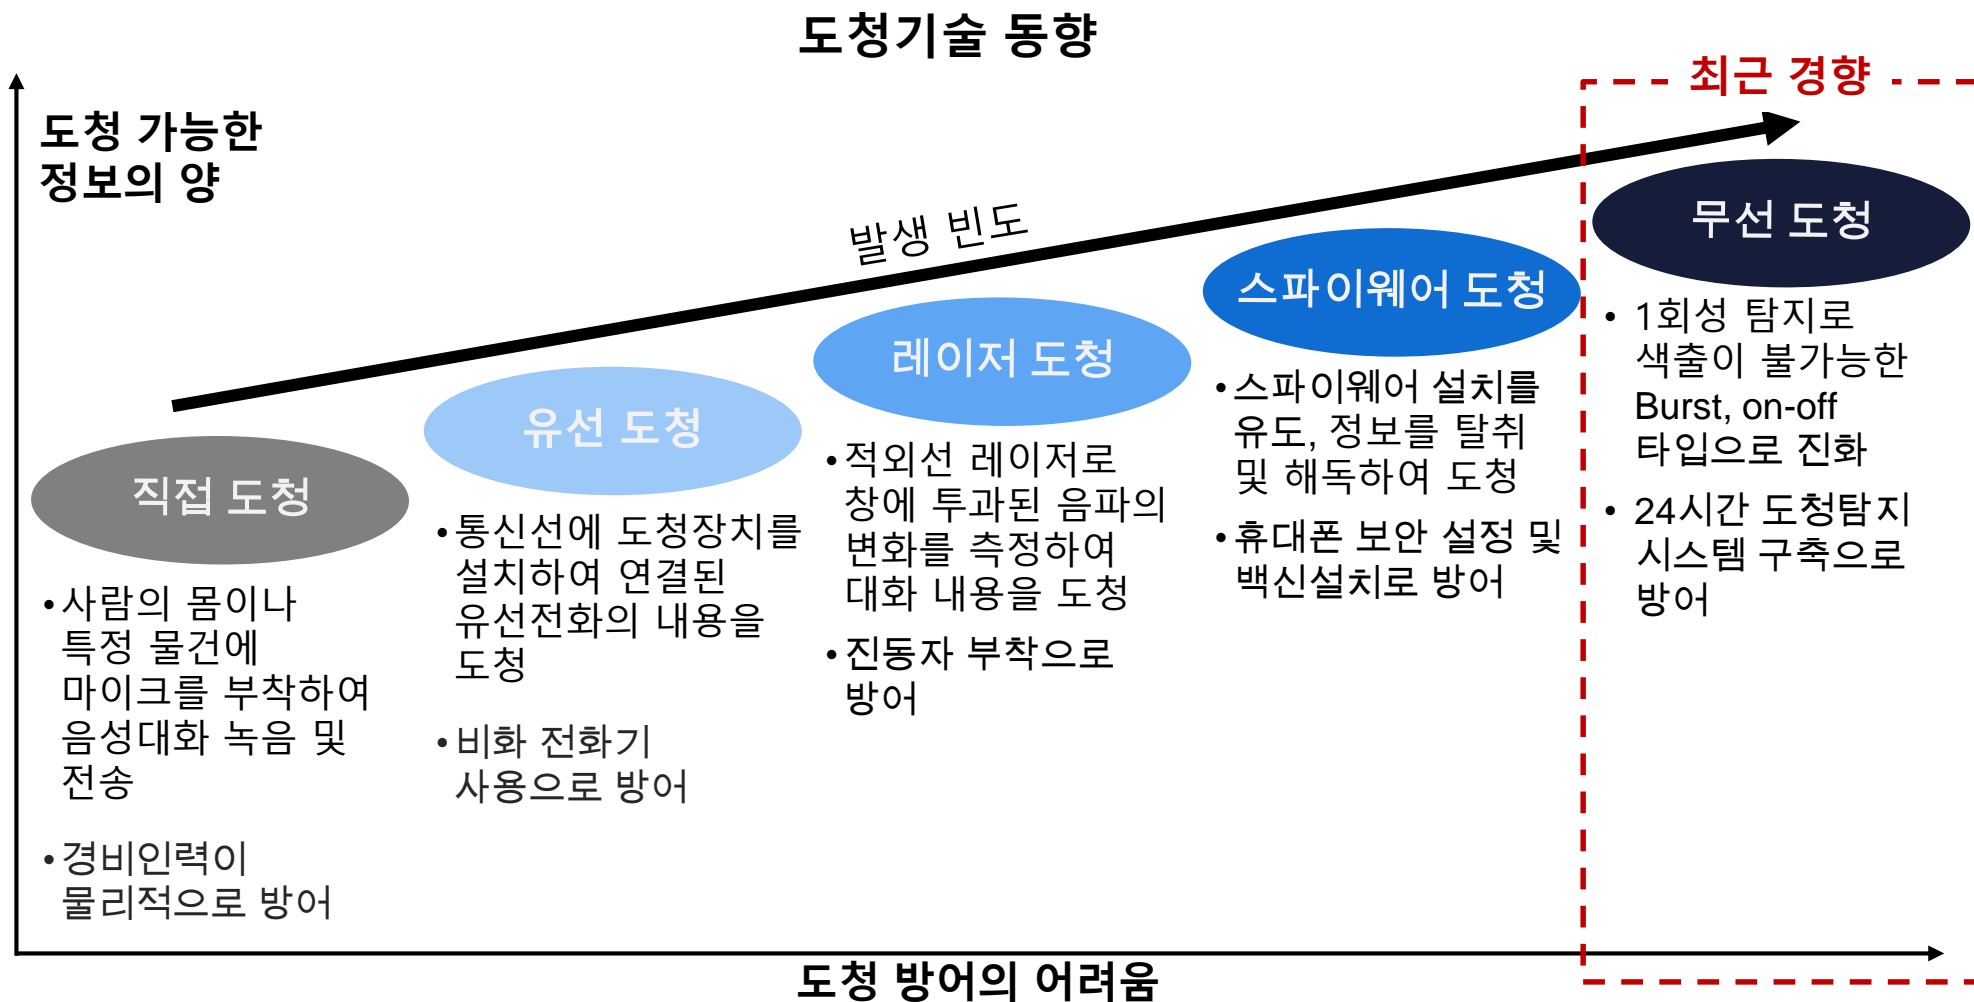 도청기술 동향
최근 경향
도청 가능한
정보의 양
발생 빈도
직접 도청
•사람의 몸이나
특정 물건에
마이크를 부착하여
음성대화 녹음 및
전송
•경비인력이
물리적으로 방어
유선 도청
•통신선에 도청장치를
설치하여 연결된
유선전화의 내용을
도청
•비화 전화기
사용으로 방어
레이저 도청
•적외선 레이저로
창에 투과된 음파의
변화를 측정하여
대화 내용을 도청
•진동자 부착으로
방어
스파이웨어 도청
•스파이웨어 설치를
유도, 정보를 탈취
및 해독하여 도청
•휴대폰 보안 설정 및
백신설치로 방어
무선 도청
• 1회성 탐지로
색출이 불가능한
Burst, on-off
타입으로 진화
• 24시간 도청탐지
시스템 구축으로
방어
도청 방어의 어려움